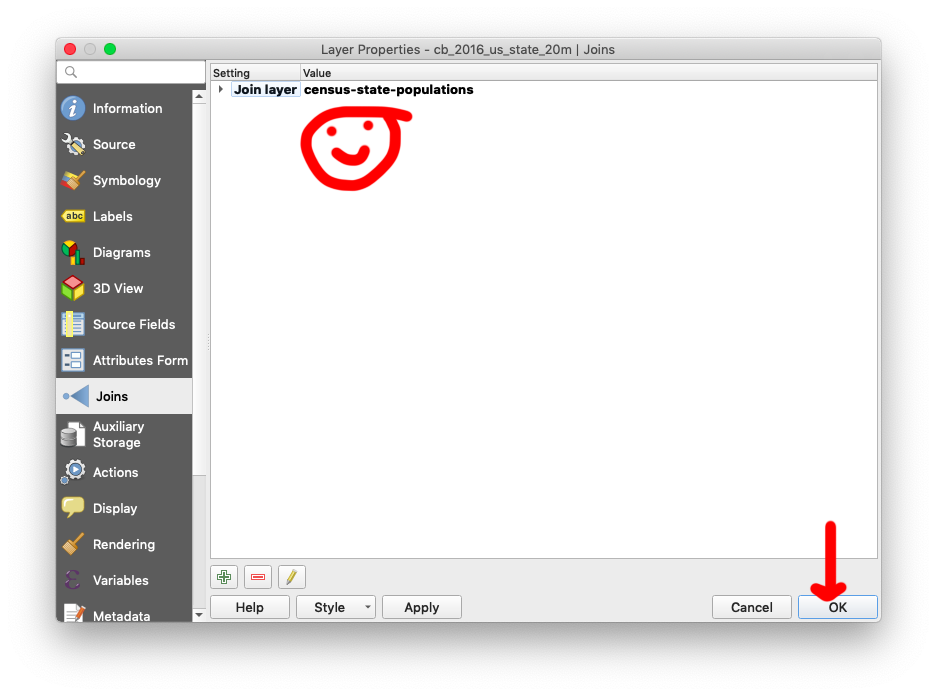 Layer Properties - cb_2016_us_state_20m | Joins
Setting Value
Join layer census-state-populations
Information
Source
Symbology
abc Labels
Diagrams
3D View
Source Fields
Attributes Form
Joins
Auxiliary
Storage
Actions
Display
Rendering
Variables
Metadata
Help Style Apply Cancel OK